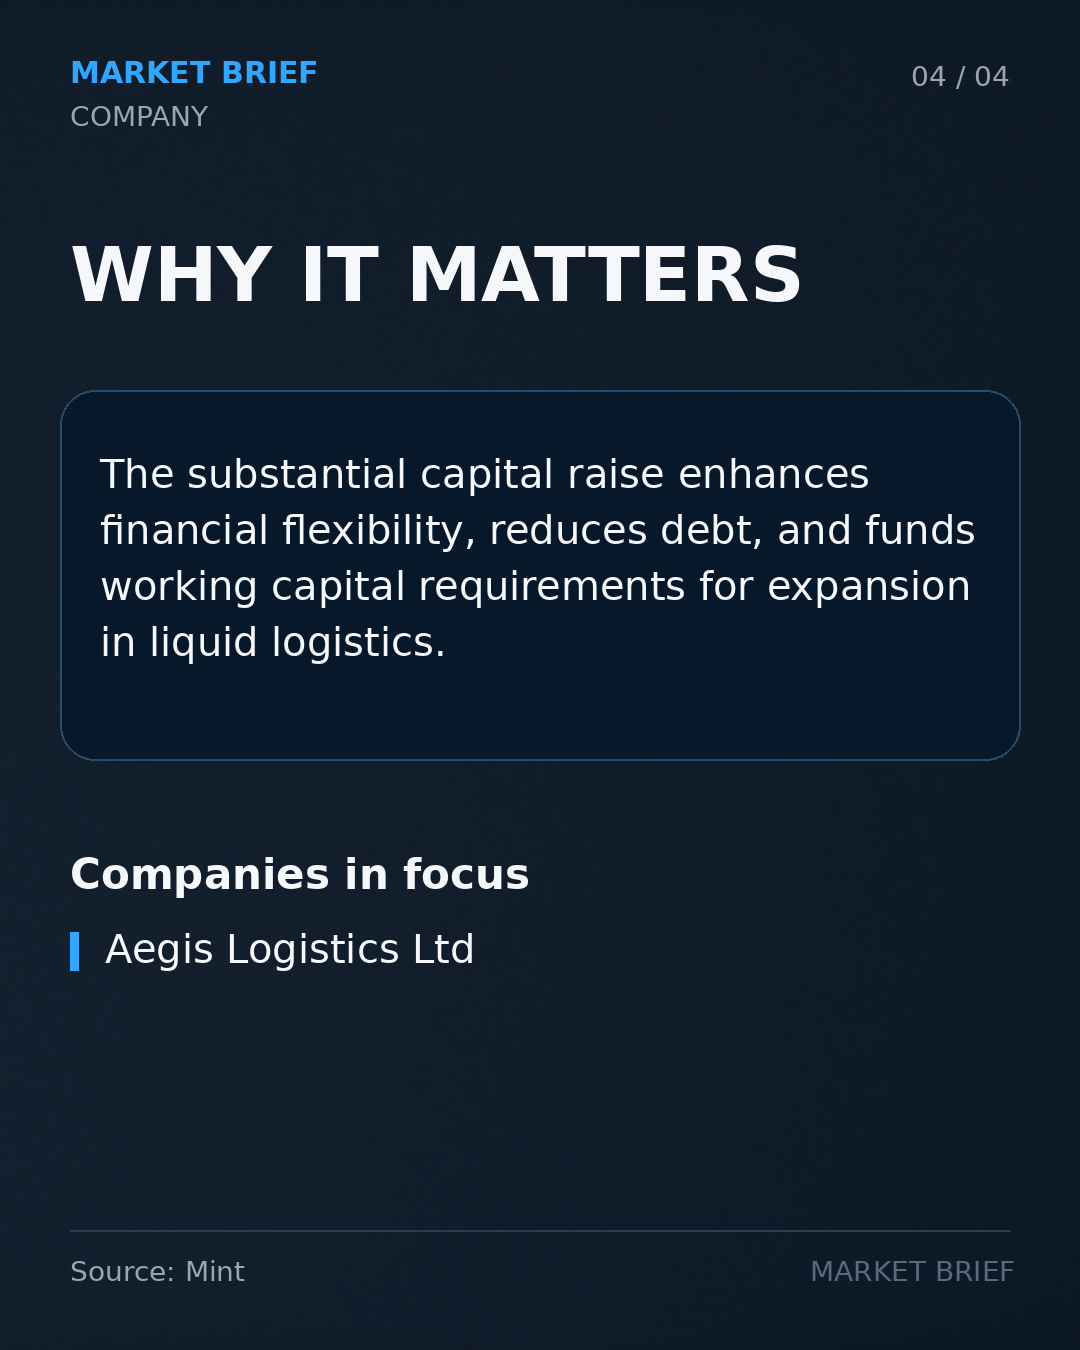 MARKET BRIEF
04 / 04
COMPANY
WHY IT MATTERS
The substantial capital raise enhances
financial flexibility, reduces debt, and funds
working capital requirements for expansion
in liquid logistics.
Companies in focus
Aegis Logistics Ltd
Source: Mint
MARKET BRIEF